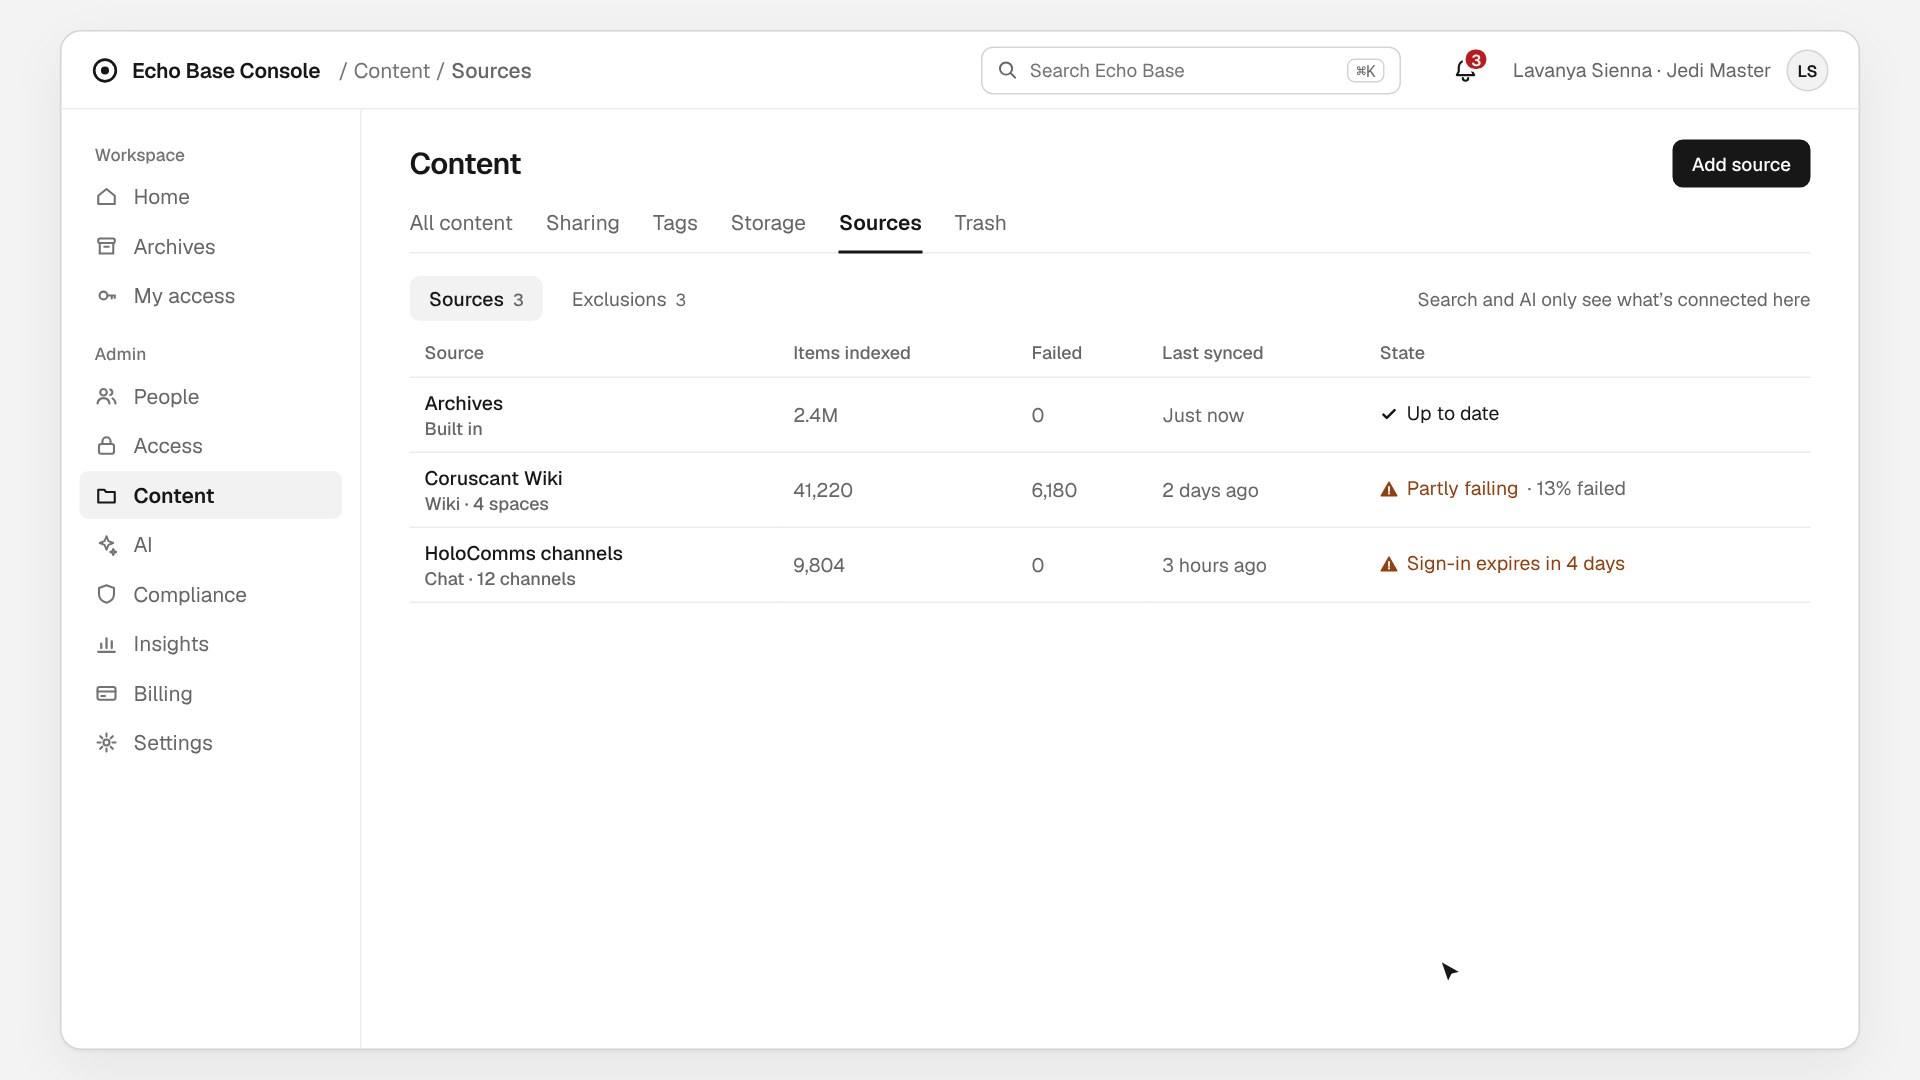 Echo Base Console / Content / Sources
Search Echo Base ⌘K
3
Lavanya Sienna · Jedi Master LS
Workspace
Home
Archives
My access
Admin
People
Access
Content
AI
Compliance
Insights
Billing
Settings
Content
Add source
All content Sharing Tags Storage Sources Trash
Sources 3 Exclusions 3 Search and AI only see what’s connected here
Source Items indexed Failed Last synced State
Archives
Built in
2.4M 0 Just now Up to date
Coruscant Wiki
Wiki · 4 spaces
41,220 6,180 2 days ago Partly failing · 13% failed
HoloComms channels
Chat · 12 channels
9,804 0 3 hours ago Sign-in expires in 4 days